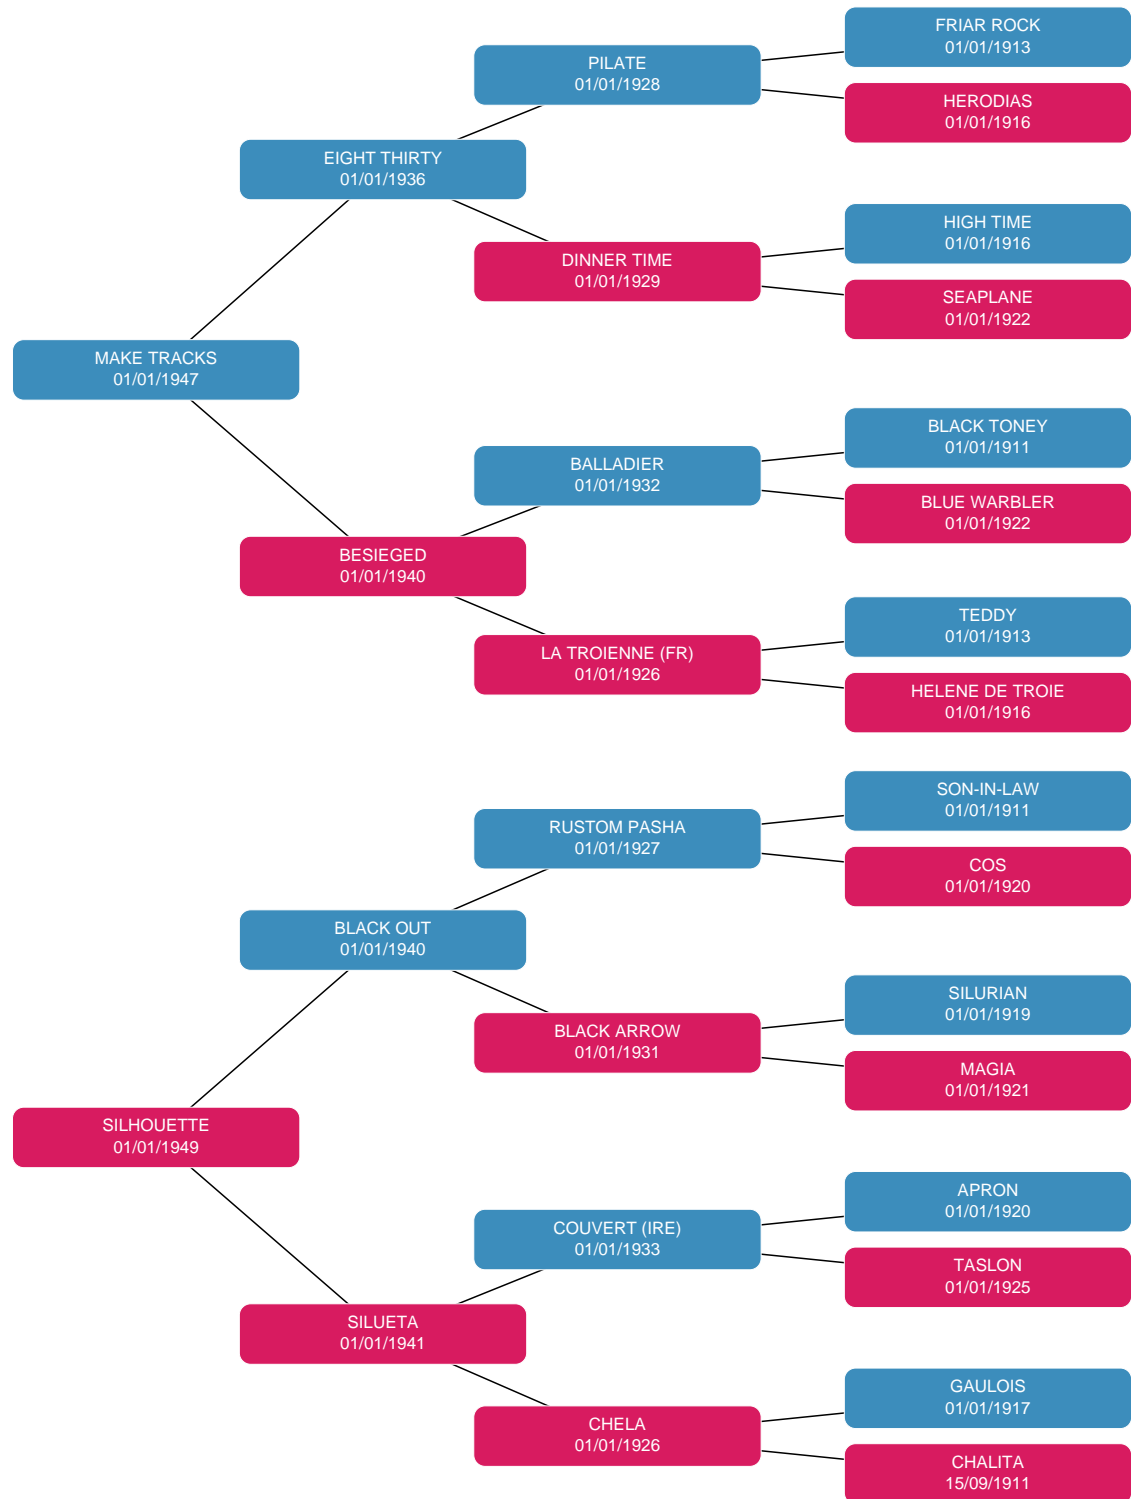 FRIAR ROCK
01/01/1913
PILATE
01/01/1928
HERODIAS
01/01/1916
EIGHT THIRTY
01/01/1936
HIGH TIME
01/01/1916
DINNER TIME
01/01/1929
SEAPLANE
01/01/1922
MAKE TRACKS
01/01/1947
BLACK TONEY
01/01/1911
BALLADIER
01/01/1932
BLUE WARBLER
01/01/1922
BESIEGED
01/01/1940
TEDDY
01/01/1913
LA TROIENNE (FR)
01/01/1926
HELENE DE TROIE
01/01/1916
SON-IN-LAW
01/01/1911
RUSTOM PASHA
01/01/1927
COS
01/01/1920
BLACK OUT
01/01/1940
SILURIAN
01/01/1919
BLACK ARROW
01/01/1931
MAGIA
01/01/1921
SILHOUETTE
01/01/1949
APRON
01/01/1920
COUVERT (IRE)
01/01/1933
TASLON
01/01/1925
SILUETA
01/01/1941
GAULOIS
01/01/1917
CHELA
01/01/1926
CHALITA
15/09/1911